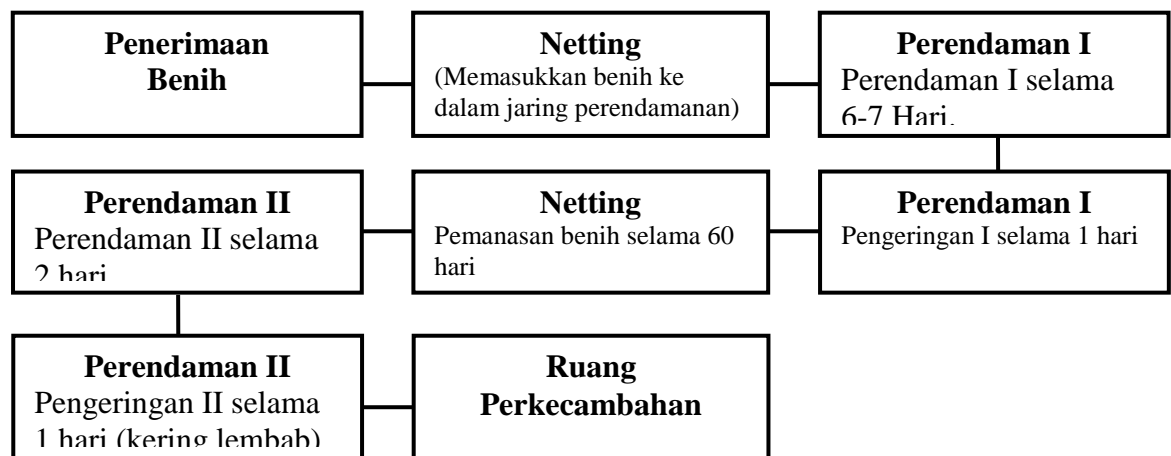 Penerimaan
Benih
Netting
(Memasukkan benih ke
dalam jaring perendamanan)
Perendaman I
Perendaman I selama
6-7 Hari.
Perendaman II
Perendaman II selama
2 hari
Netting
Pemanasan benih selama 60
hari
Perendaman I
Pengeringan I selama 1 hari
Perendaman II
Pengeringan II selama
1 hari (kering lembab)
Ruang
Perkecambahan